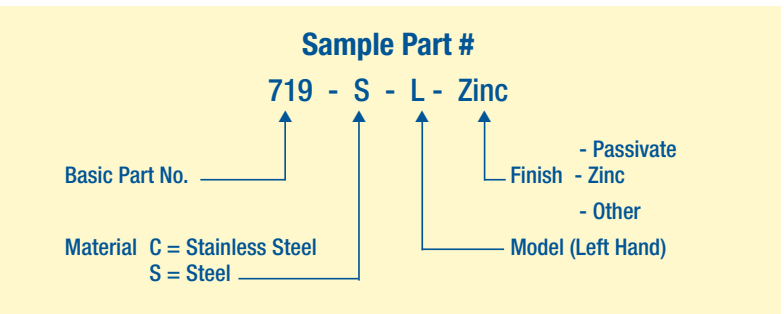 Sample Part #
719 - S - L - Zinc
- Passivate
Basic Part No.
Finish - Zinc
- Other
Material C = Stainless Steel
Model (Left Hand)
S = Steel